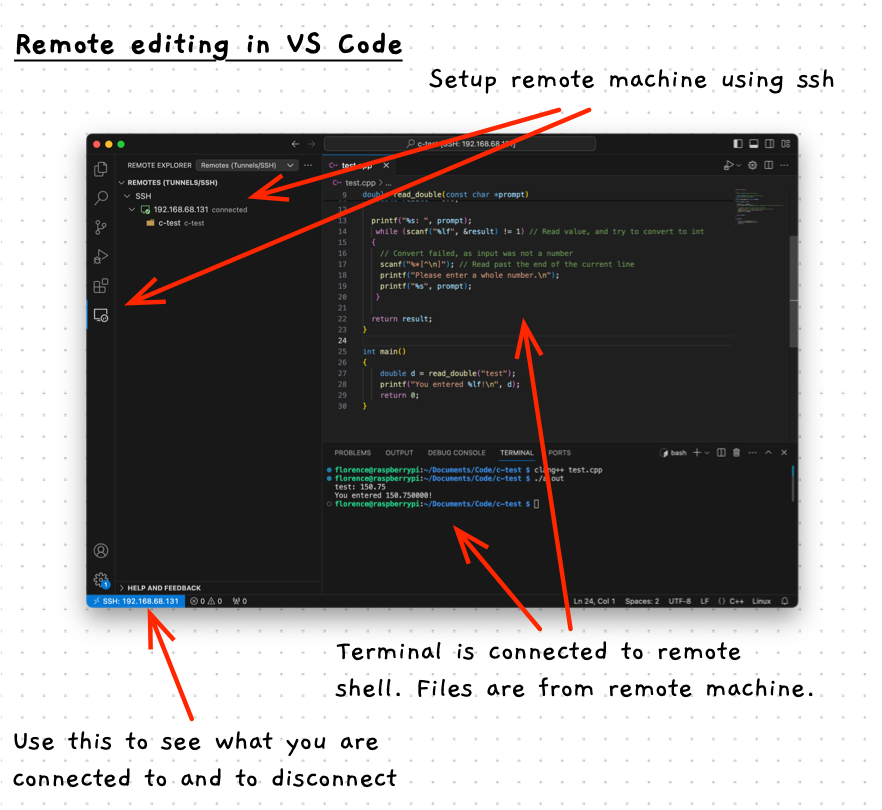 Remote editing in VS Code
Setup remote machine using ssh
c-test [SSH: 192.168.68.131]
REMOTE EXPLORER Remotes (Tunnels/SSH)
REMOTES (TUNNELS/SSH)
SSH
192.168.68.131 connected
c-test c-test
test.cpp
test.cpp > ...
9 double read_double(const char *prompt)
12
13 printf("%s: ", prompt);
14 while (scanf("%lf", &result) != 1) // Read value, and try to convert to int
15 {
16 // Convert failed, as input was not a number
17 scanf("%*[^\n]"); // Read past the end of the current line
18 printf("Please enter a whole number.\n");
19 printf("%s", prompt);
20 }
21
22 return result;
23 }
24
25 int main()
26 {
27 double d = read_double("test");
28 printf("You entered %lf!\n", d);
29 return 0;
30 }
PROBLEMS OUTPUT DEBUG CONSOLE TERMINAL PORTS bash
florence@raspberrypi:~/Documents/Code/c-test $ clang++ test.cpp
florence@raspberrypi:~/Documents/Code/c-test $ ./a.out
test: 150.75
You entered 150.750000!
florence@raspberrypi:~/Documents/Code/c-test $
HELP AND FEEDBACK
1
SSH: 192.168.68.131 0 0 0 Ln 24, Col 1 Spaces: 2 UTF-8 LF {} C++ Linux
Terminal is connected to remote
shell. Files are from remote machine.
Use this to see what you are
connected to and to disconnect